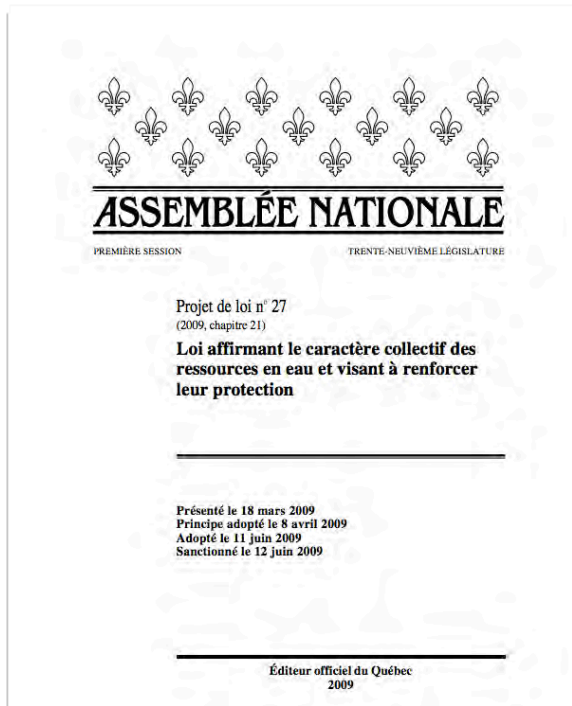 ASSEMBLÉE NATIONALE
PREMIÈRE SESSION TRENTE-NEUVIÈME LÉGISLATURE
Projet de loi nº 27
(2009, chapitre 21)
Loi affirmant le caractère collectif des
ressources en eau et visant à renforcer
leur protection
Présenté le 18 mars 2009
Principe adopté le 8 avril 2009
Adopté le 11 juin 2009
Sanctionné le 12 juin 2009
Éditeur officiel du Québec
2009